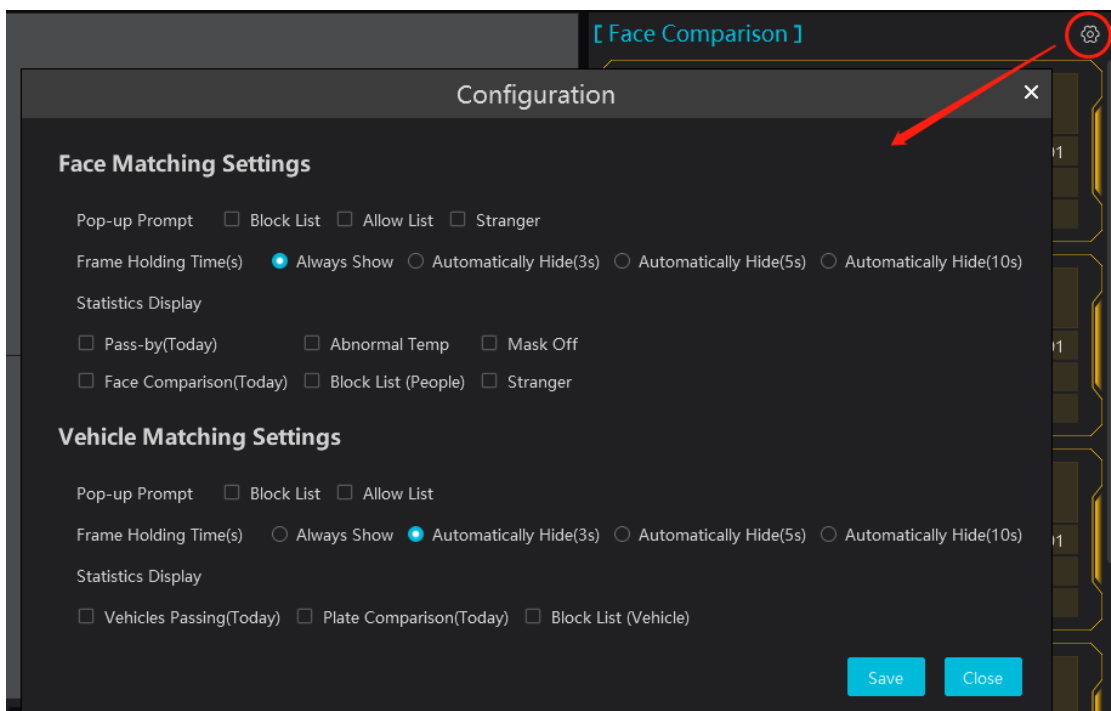 [ Face Comparison ]
Configuration
Face Matching Settings
Pop-up Prompt Block List Allow List Stranger
Frame Holding Time(s) Always Show Automatically Hide(3s) Automatically Hide(5s) Automatically Hide(10s)
Statistics Display
Pass-by(Today) Abnormal Temp Mask Off
Face Comparison(Today) Block List (People) Stranger
Vehicle Matching Settings
Pop-up Prompt Block List Allow List
Frame Holding Time(s) Always Show Automatically Hide(3s) Automatically Hide(5s) Automatically Hide(10s)
Statistics Display
Vehicles Passing(Today) Plate Comparison(Today) Block List (Vehicle)
Save Close